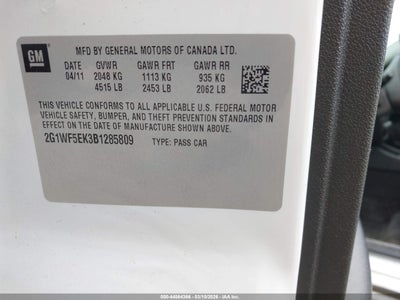 GM
MFD BY GENERAL MOTORS OF CANADA LTD.
DATE GVWR GAWR FRT GAWR RR
04/11 2048 KG 1113 KG 935 KG
4515 LB 2453 LB 2062 LB
THIS VEHICLE CONFORMS TO ALL APPLICABLE U.S. FEDERAL MOTOR
VEHICLE SAFETY, BUMPER, AND THEFT PREVENTION STANDARDS IN
EFFECT ON THE DATE OF MANUFACTURE SHOWN ABOVE.
2G1WF5EK3B1285809 TYPE: PASS CAR